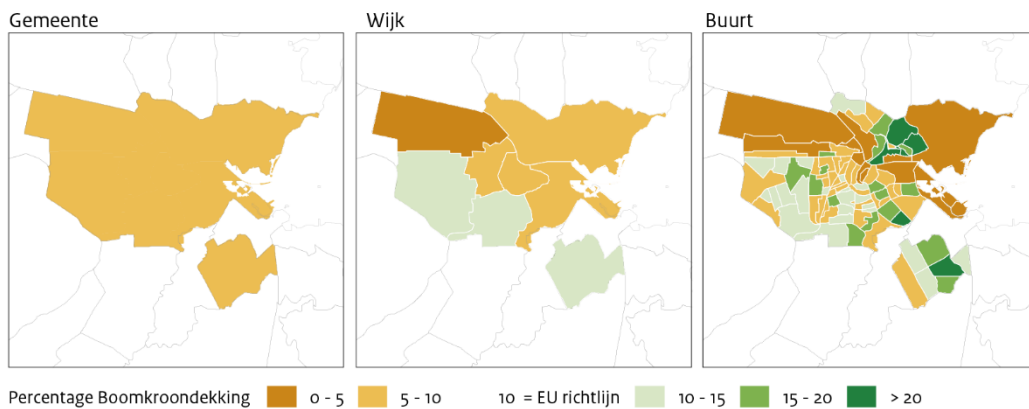 Gemeente
Wijk
Buurt
Percentage Boomkroondekking 0 - 5 5 - 10 10 = EU richtlijn 10 - 15 15 - 20 > 20